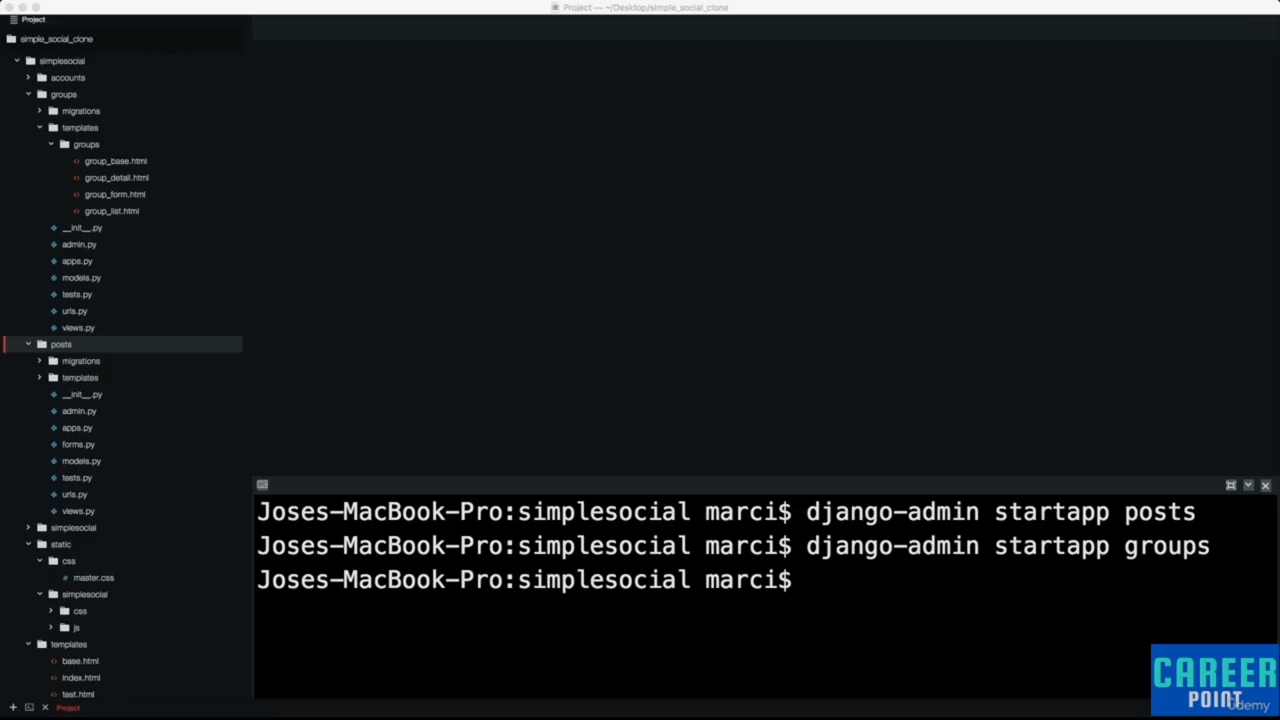 Project — ~/Desktop/simple_social_clone
Project
simple_social_clone
simplesocial
accounts
groups
migrations
templates
groups
group_base.html
group_detail.html
group_form.html
group_list.html
__init__.py
admin.py
apps.py
models.py
tests.py
urls.py
views.py
posts
migrations
templates
__init__.py
admin.py
apps.py
forms.py
models.py
tests.py
urls.py
views.py
simplesocial
static
css
master.css
simplesocial
css
js
templates
base.html
index.html
test.html
Project
Joses-MacBook-Pro:simplesocial marci$ django-admin startapp posts
Joses-MacBook-Pro:simplesocial marci$ django-admin startapp groups
Joses-MacBook-Pro:simplesocial marci$
CAREER
POINT
Udemy